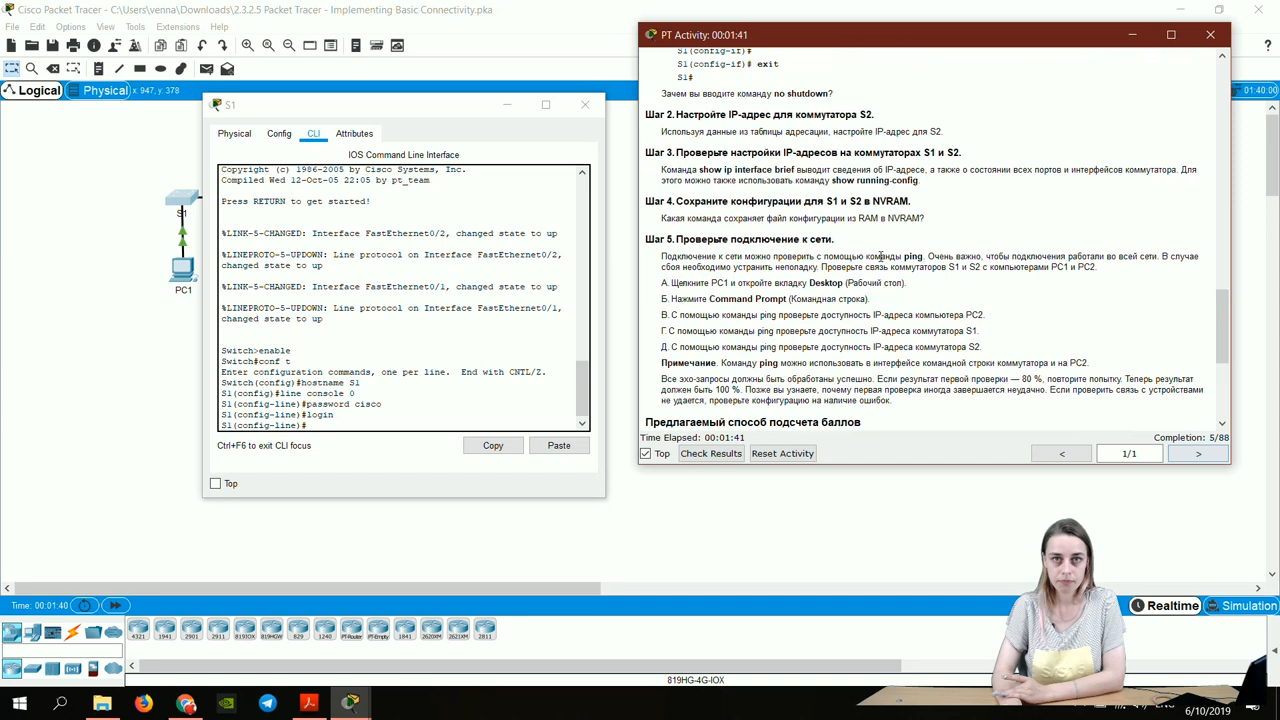 Cisco Packet Tracer - C:\Users\venna\Downloads\2.3.2.5 Packet Tracer - Implementing Basic Connectivity.pka
File Edit Options View Tools Extensions Help
Logical Physical x: 947, y: 378
01:40:00
S1
PC1
S1
Physical Config CLI Attributes
IOS Command Line Interface
Copyright (c) 1986-2005 by Cisco Systems, Inc.
Compiled Wed 12-Oct-05 22:05 by pt_team
Press RETURN to get started!
%LINK-5-CHANGED: Interface FastEthernet0/2, changed state to up
%LINEPROTO-5-UPDOWN: Line protocol on Interface FastEthernet0/2,
changed state to up
%LINK-5-CHANGED: Interface FastEthernet0/1, changed state to up
%LINEPROTO-5-UPDOWN: Line protocol on Interface FastEthernet0/1,
changed state to up
Switch>enable
Switch#conf t
Enter configuration commands, one per line. End with CNTL/Z.
Switch(config)#hostname S1
S1(config)#line console 0
S1(config-line)#password cisco
S1(config-line)#login
S1(config-line)#
Ctrl+F6 to exit CLI focus
Copy Paste
Top
PT Activity: 00:01:41
S1(config-if)#
S1(config-if)# exit
S1#
Зачем вы вводите команду no shutdown?
Шаг 2. Настройте IP-адрес для коммутатора S2.
Используя данные из таблицы адресации, настройте IP-адрес для S2.
Шаг 3. Проверьте настройки IP-адресов на коммутаторах S1 и S2.
Команда show ip interface brief выводит сведения об IP-адресе, а также о состоянии всех портов и интерфейсов коммутатора. Для
этого можно также использовать команду show running-config.
Шаг 4. Сохраните конфигурации для S1 и S2 в NVRAM.
Какая команда сохраняет файл конфигурации из RAM в NVRAM?
Шаг 5. Проверьте подключение к сети.
Подключение к сети можно проверить с помощью команды ping. Очень важно, чтобы подключения работали во всей сети. В случае
сбоя необходимо устранить неполадку. Проверьте связь коммутаторов S1 и S2 с компьютерами PC1 и PC2.
А. Щелкните PC1 и откройте вкладку Desktop (Рабочий стол).
Б. Нажмите Command Prompt (Командная строка).
В. С помощью команды ping проверьте доступность IP-адреса компьютера PC2.
Г. С помощью команды ping проверьте доступность IP-адреса коммутатора S1.
Д. С помощью команды ping проверьте доступность IP-адреса коммутатора S2.
Примечание. Команду ping можно использовать в интерфейсе командной строки коммутатора и на PC2.
Все эхо-запросы должны быть обработаны успешно. Если результат первой проверки — 80 %, повторите попытку. Теперь результат
должен быть 100 %. Позже вы узнаете, почему первая проверка иногда завершается неудачно. Если проверить связь с устройствами
не удается, проверьте конфигурацию на наличие ошибок.
Предлагаемый способ подсчета баллов
Time Elapsed: 00:01:41 Completion: 5/88
Top Check Results Reset Activity < 1/1 >
Time: 00:01:40
Realtime Simulation
4321 1941 2901 2911 819IOX 819HGW 829 1240 PT-Router PT-Empty 1841 2620XM 2621XM 2811
819HG-4G-IOX
6/10/2019